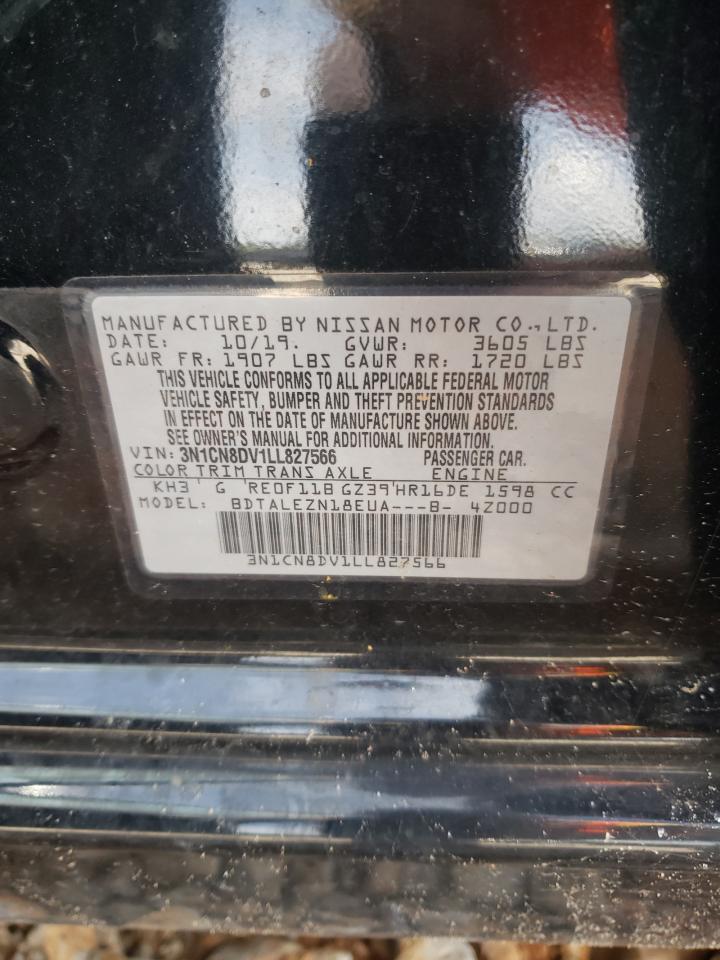 MANUFACTURED BY NISSAN MOTOR CO.,LTD.
DATE: 10/19. GVWR: 3605 LBS
GAWR FR: 1907 LBS GAWR RR: 1720 LBS
THIS VEHICLE CONFORMS TO ALL APPLICABLE FEDERAL MOTOR
VEHICLE SAFETY, BUMPER AND THEFT PREVENTION STANDARDS
IN EFFECT ON THE DATE OF MANUFACTURE SHOWN ABOVE.
SEE OWNER'S MANUAL FOR ADDITIONAL INFORMATION.
VIN: 3N1CN8DV1LL827566 PASSENGER CAR.
COLOR TRIM TRANS AXLE ENGINE
KH3 G RE0F11B GZ39 HR16DE 1598 CC
MODEL: BDTALEZN18EUA---B- 4Z000
3N1CN8DV1LL827566